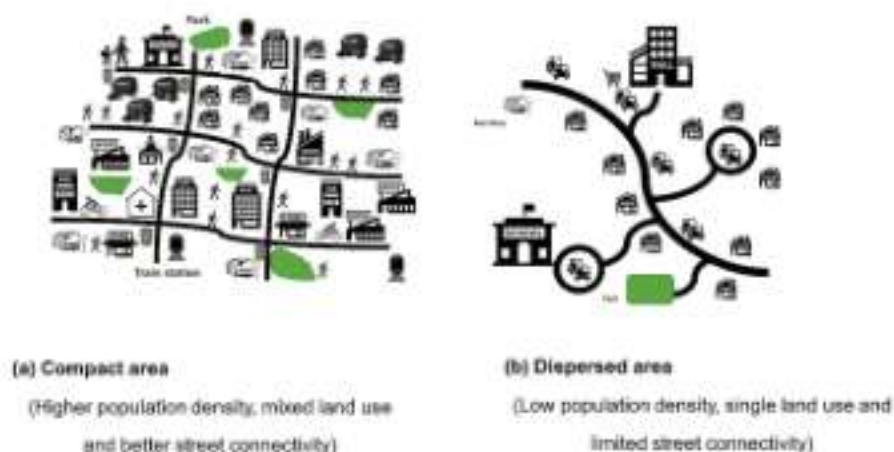 Park
Train station
Park
(a) Compact area
(Higher population density, mixed land use
and better street connectivity)
(b) Dispersed area
(Low population density, single land use and
limited street connectivity)